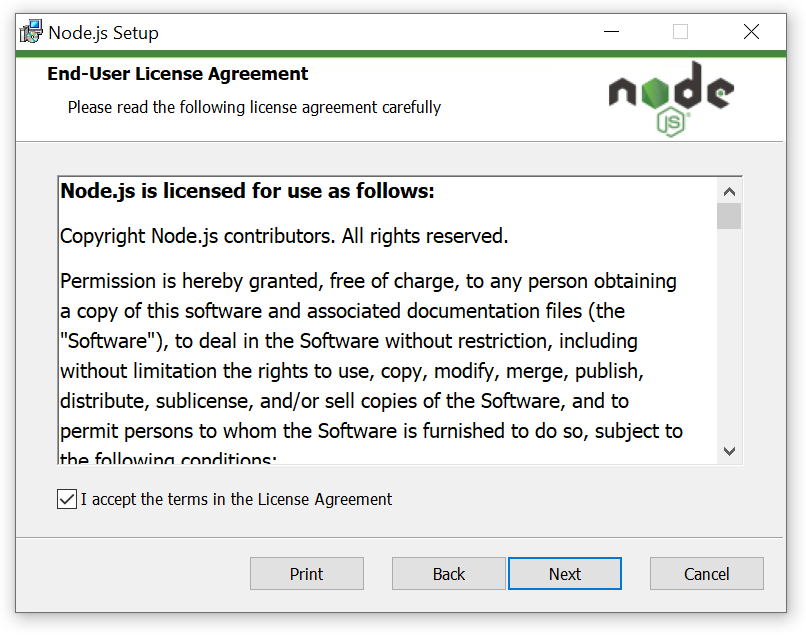 Node.js Setup
End-User License Agreement
Please read the following license agreement carefully
node
JS
Node.js is licensed for use as follows:
Copyright Node.js contributors. All rights reserved.
Permission is hereby granted, free of charge, to any person obtaining
a copy of this software and associated documentation files (the
"Software"), to deal in the Software without restriction, including
without limitation the rights to use, copy, modify, merge, publish,
distribute, sublicense, and/or sell copies of the Software, and to
permit persons to whom the Software is furnished to do so, subject to
the following conditions:
I accept the terms in the License Agreement
Print
Back
Next
Cancel